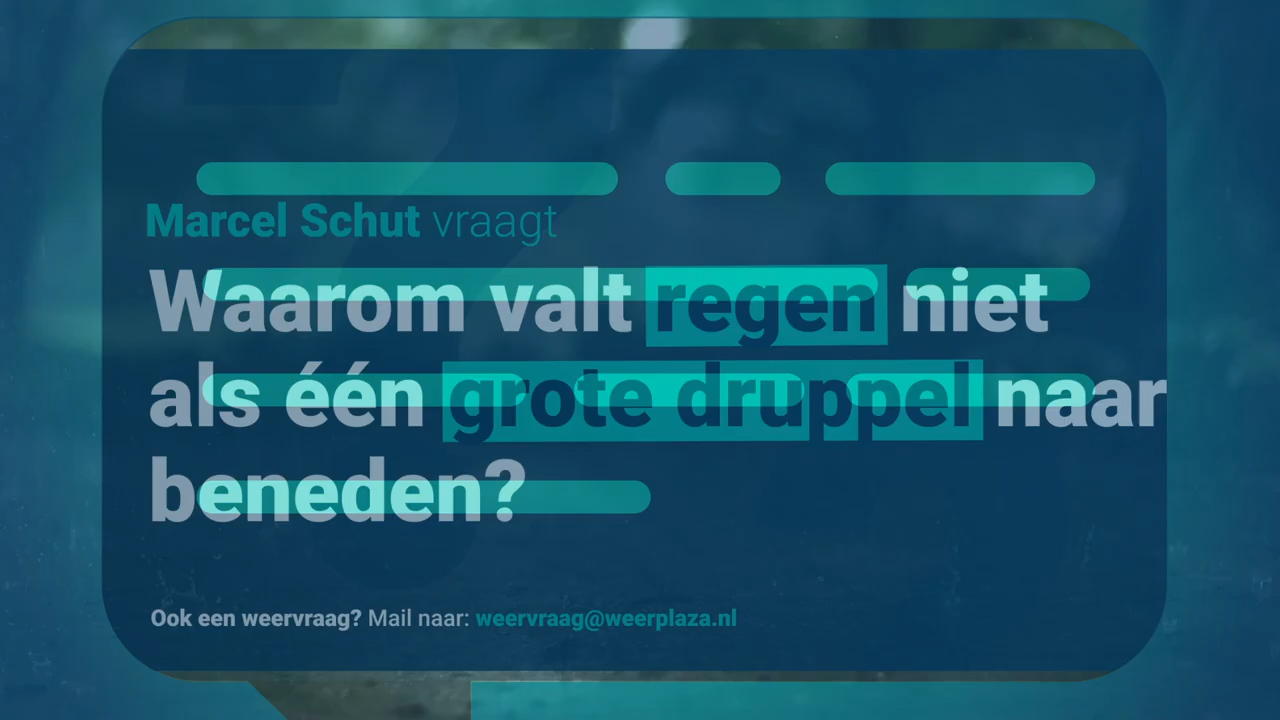 Marcel Schut vraagt
Waarom valt regen niet
als één grote druppel naar
beneden?
Ook een weervraag? Mail naar: weervraag@weerplaza.nl